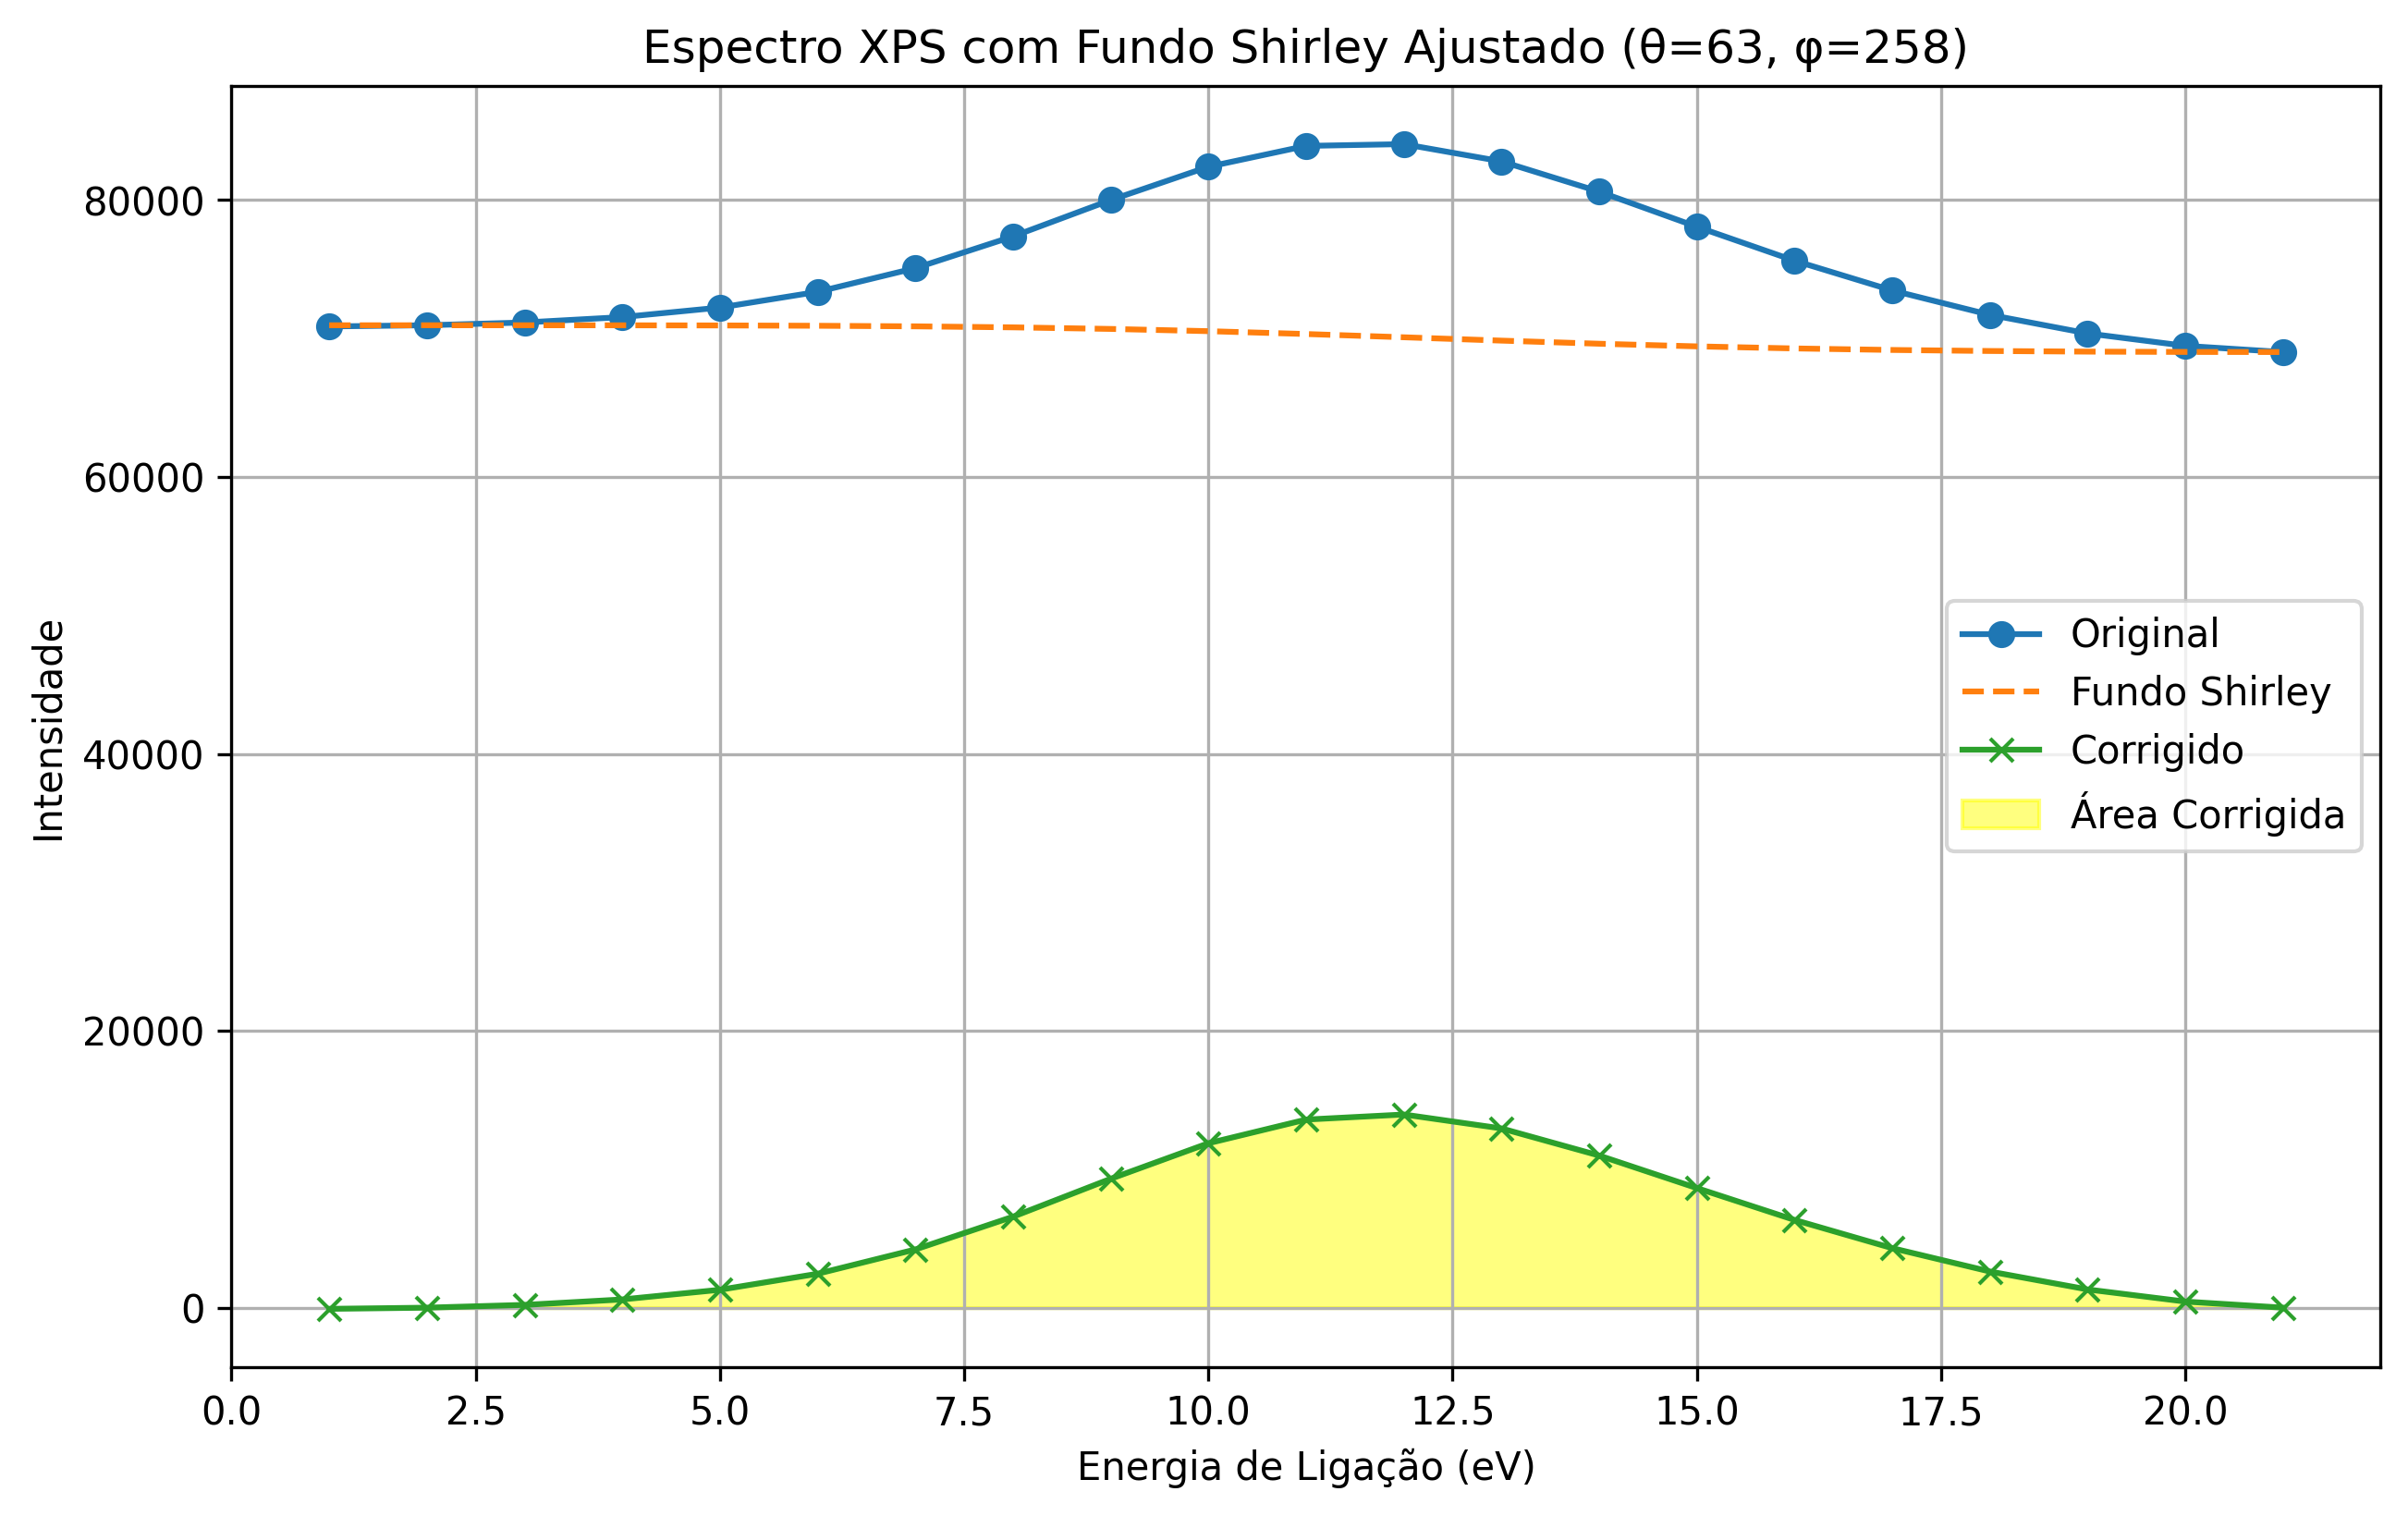 Espectro XPS com Fundo Shirley Ajustado (θ=63, φ=258)
80000
60000
40000
20000
0
Intensidade
Original
Fundo Shirley
Corrigido
Área Corrigida
0.0 2.5 5.0 7.5 10.0 12.5 15.0 17.5 20.0
Energia de Ligação (eV)